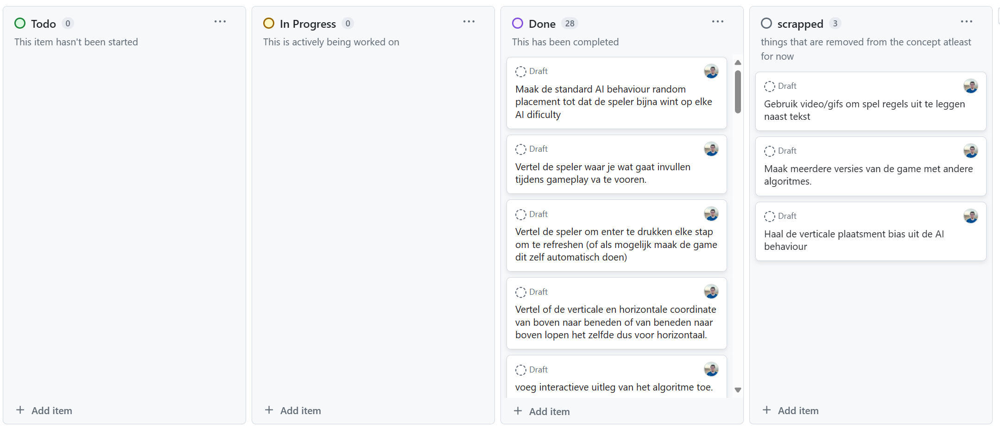 Todo 0
This item hasn't been started
Add item
In Progress 0
This is actively being worked on
Add item
Done 28
This has been completed
Draft
Maak de standard AI behaviour random
placement tot dat de speler bijna wint op elke
AI dificulty
Draft
Vertel de speler waar je wat gaat invullen
tijdens gameplay va te vooren.
Draft
Vertel de speler om enter te drukken elke stap
om te refreshen (of als mogelijk maak de game
dit zelf automatisch doen)
Draft
Vertel of de verticale en horizontale coordinate
van boven naar beneden of van beneden naar
boven lopen het zelfde dus voor horizontaal.
Draft
voeg interactieve uitleg van het algoritme toe.
Add item
scrapped 3
things that are removed from the concept atleast
for now
Draft
Gebruik video/gifs om spel regels uit te leggen
naast tekst
Draft
Maak meerdere versies van de game met andere
algoritmes.
Draft
Haal de verticale plaatsment bias uit de AI
behaviour
Add item